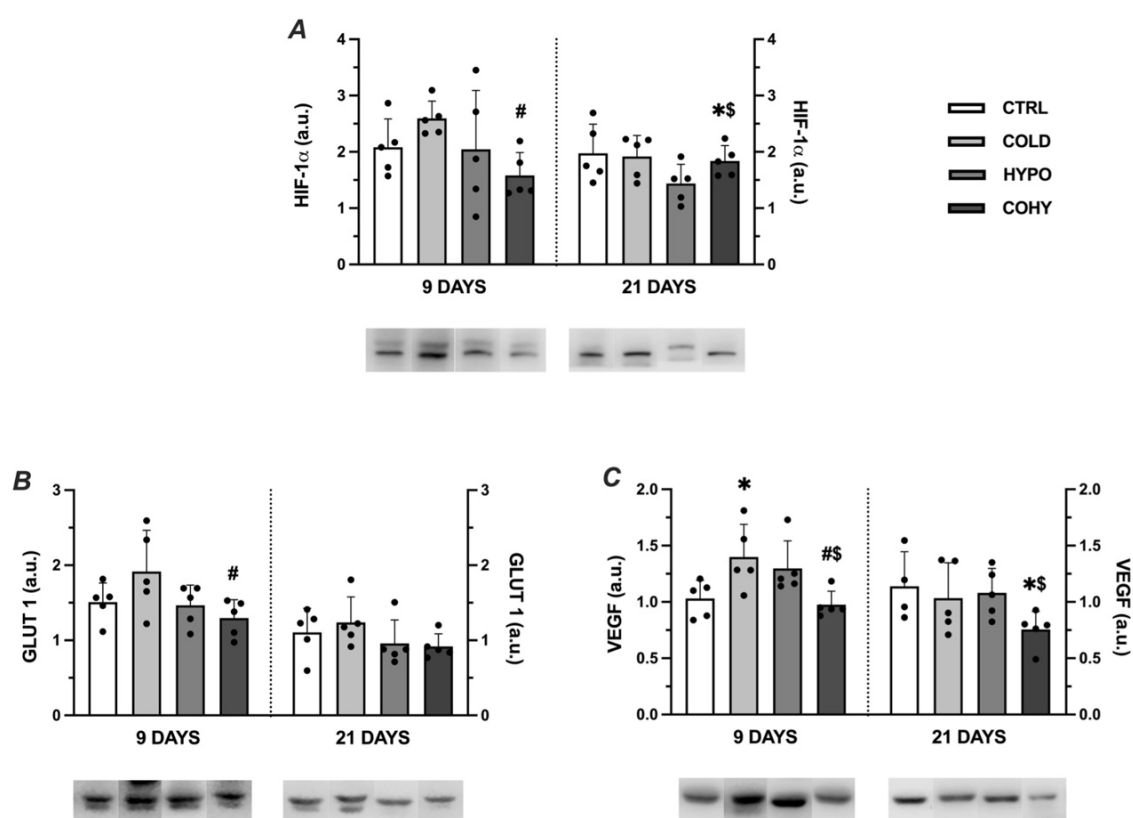 A
HIF-1α (a.u.)
4
3
2
1
0
#
*$
4
3
2
1
0
HIF-1α (a.u.)
9 DAYS
21 DAYS
CTRL
COLD
HYPO
COHY
B
GLUT 1 (a.u.)
3
2
1
0
#
3
2
1
0
GLUT 1 (a.u.)
9 DAYS
21 DAYS
C
VEGF (a.u.)
2.0
1.5
1.0
0.5
0.0
*
#$
*$
2.0
1.5
1.0
0.5
0.0
VEGF (a.u.)
9 DAYS
21 DAYS